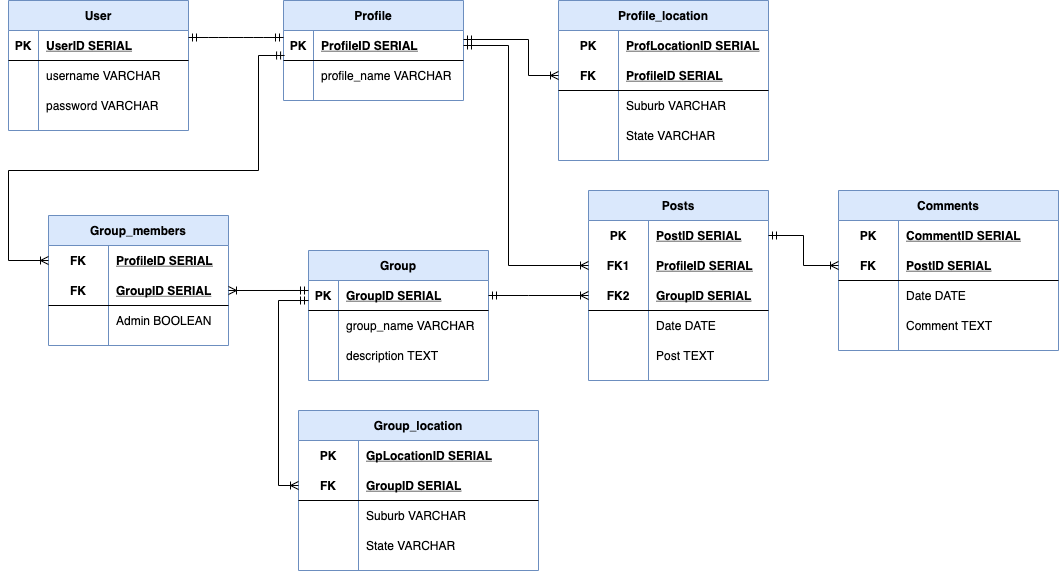 User
PK UserID SERIAL
username VARCHAR
password VARCHAR
Profile
PK ProfileID SERIAL
profile_name VARCHAR
Profile_location
PK ProfLocationID SERIAL
FK ProfileID SERIAL
Suburb VARCHAR
State VARCHAR
Group_members
FK ProfileID SERIAL
FK GroupID SERIAL
Admin BOOLEAN
Group
PK GroupID SERIAL
group_name VARCHAR
description TEXT
Posts
PK PostID SERIAL
FK1 ProfileID SERIAL
FK2 GroupID SERIAL
Date DATE
Post TEXT
Comments
PK CommentID SERIAL
FK PostID SERIAL
Date DATE
Comment TEXT
Group_location
PK GpLocationID SERIAL
FK GroupID SERIAL
Suburb VARCHAR
State VARCHAR